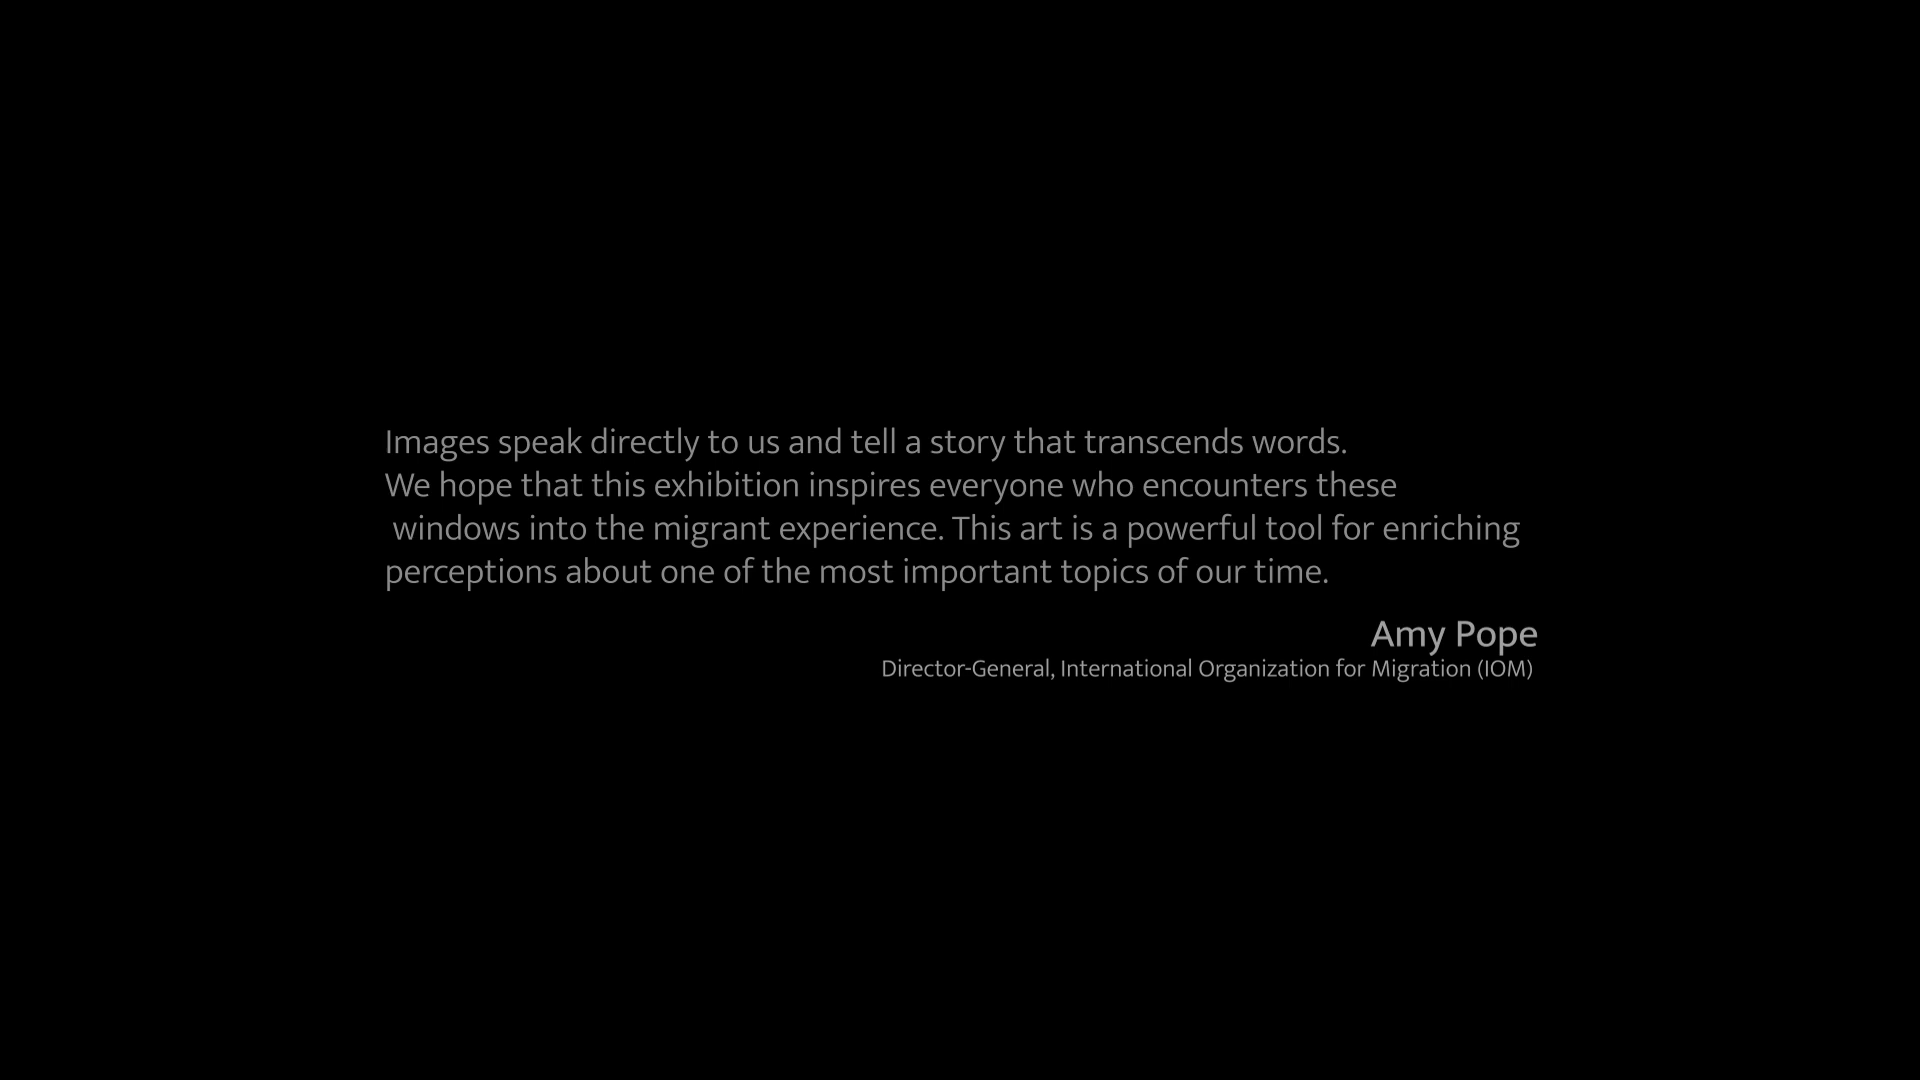 Images speak directly to us and tell a story that transcends words.
We hope that this exhibition inspires everyone who encounters these
windows into the migrant experience. This art is a powerful tool for enriching
perceptions about one of the most important topics of our time.
Amy Pope
Director-General, International Organization for Migration (IOM)